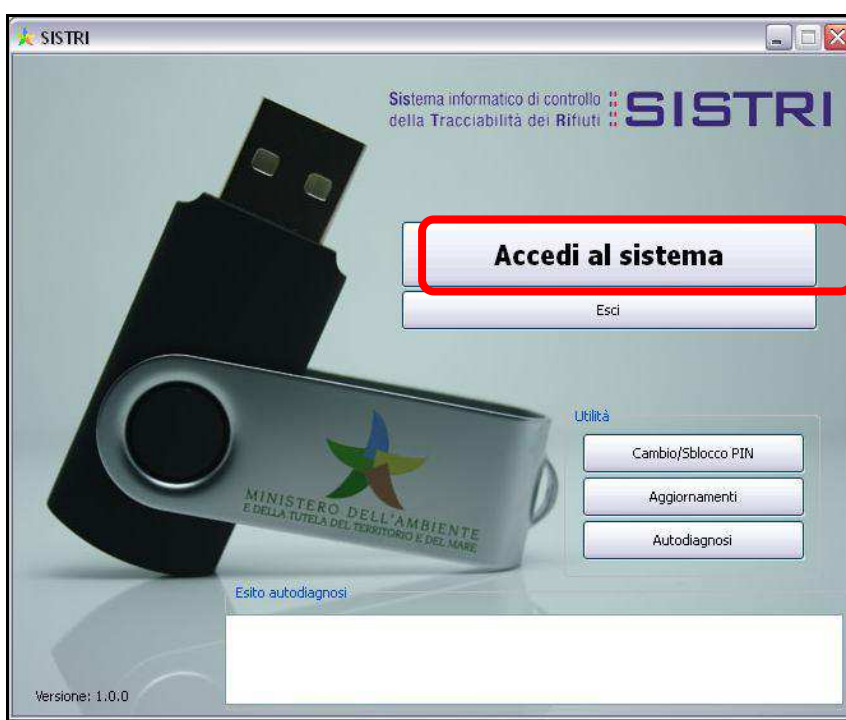 SISTRI
Sistema informatico di controllo
della Tracciabilità dei Rifiuti
SISTRI
Accedi al sistema
Esci
Utilità
Cambio/Sblocco PIN
Aggiornamenti
Autodiagnosi
MINISTERO DELL'AMBIENTE
E DELLA TUTELA DEL TERRITORIO E DEL MARE
Esito autodiagnosi
Versione: 1.0.0